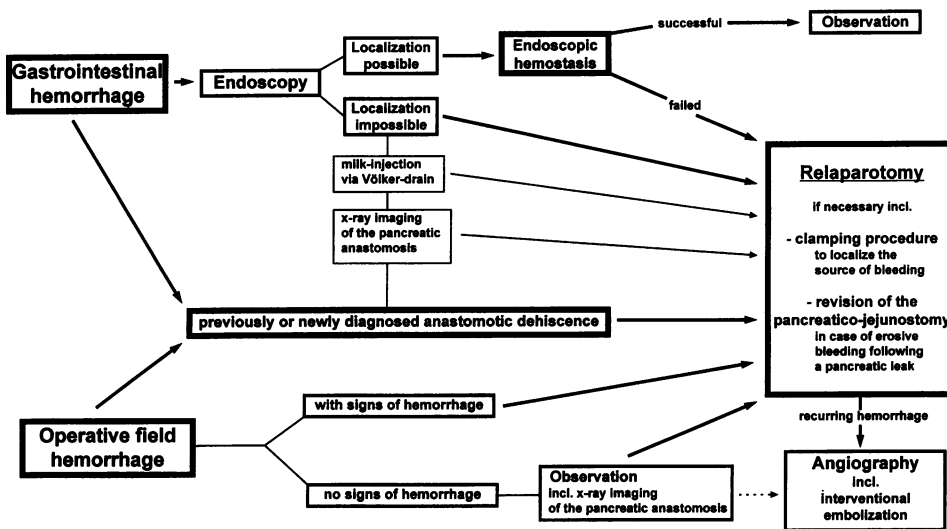 Gastrointestinal
hemorrhage
Endoscopy
Localization
possible
Localization
impossible
Endoscopic
hemostasis
successful
Observation
failed
milk-injection
via Völker-drain
x-ray imaging
of the pancreatic
anastomosis
previously or newly diagnosed anastomotic dehiscence
Relaparotomy
if necessary incl.
- clamping procedure
to localize the
source of bleeding
- revision of the
pancreatico-jejunostomy
in case of erosive
bleeding following
a pancreatic leak
Operative field
hemorrhage
with signs of hemorrhage
no signs of hemorrhage
Observation
incl. x-ray imaging
of the pancreatic anastomosis
recurring hemorrhage
Angiography
incl.
interventional
embolization